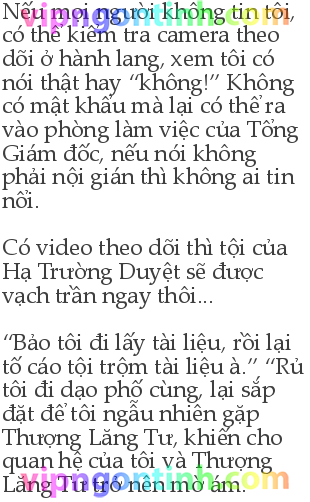 Nếu mọi người không tin tôi,
có thể kiểm tra camera theo
dõi ở hành lang, xem tôi có
nói thật hay “không!” Không
có mật khẩu mà lại có thể ra
vào phòng làm việc của Tổng
Giám đốc, nếu nói không
phải nội gián thì không ai tin
nổi.
Có video theo dõi thì tội của
Hạ Trường Duyệt sẽ được
vạch trần ngay thôi...
“Bảo tôi đi lấy tài liệu, rồi lại
tố cáo tội trộm tài liệu à.” “Rủ
tôi đi dạo phố cùng, lại sắp
đặt để tôi ngẫu nhiên gặp
Thượng Lăng Tư, khiến cho
quan hệ của tôi và Thượng
Lăng Tư trở nên mờ ám.
vipngontinh.com
vipngontinh.com